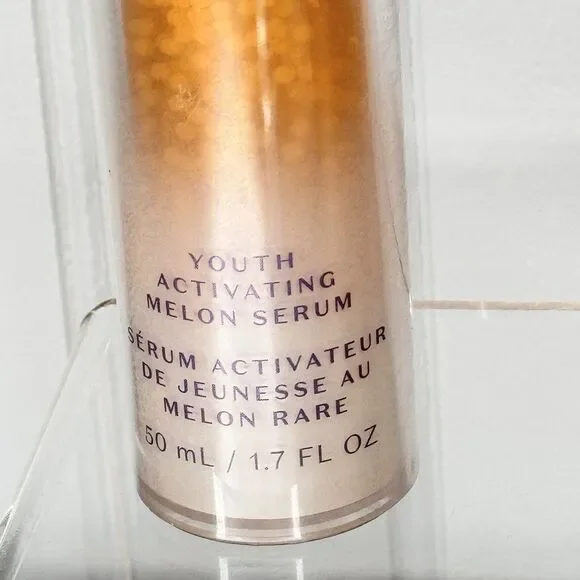 YOUTH
ACTIVATING
MELON SERUM
SÉRUM ACTIVATEUR
DE JEUNESSE AU
MELON RARE
50 mL / 1.7 FL OZ